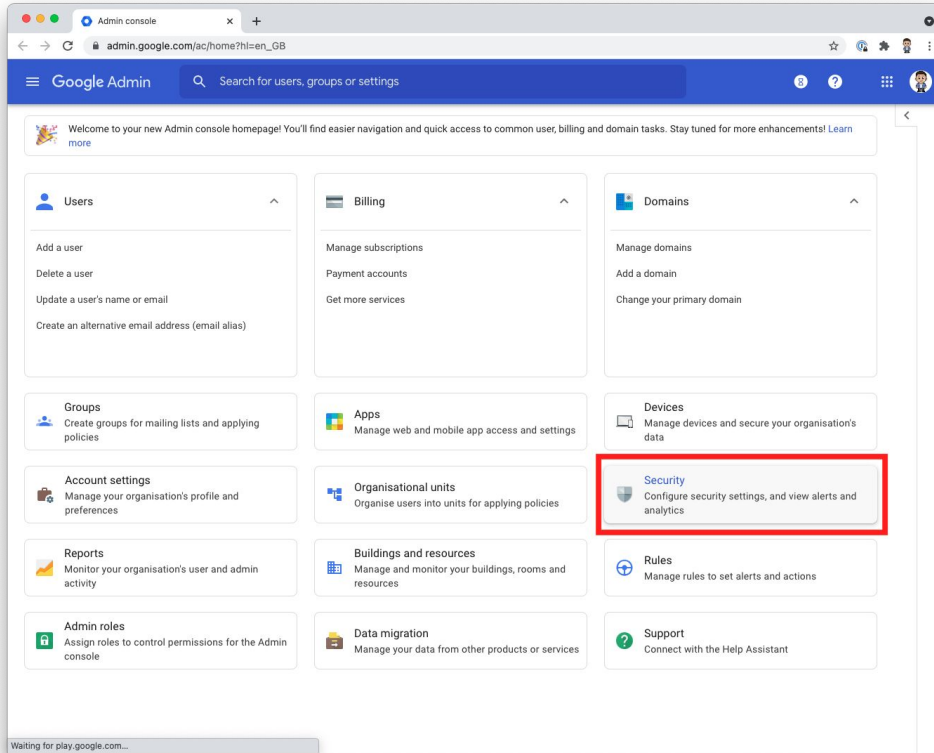 Admin console
admin.google.com/ac/home?hl=en_GB
Google Admin
Search for users, groups or settings
8
?
Welcome to your new Admin console homepage! You'll find easier navigation and quick access to common user, billing and domain tasks. Stay tuned for more enhancements! Learn
more
Users
Add a user
Delete a user
Update a user's name or email
Create an alternative email address (email alias)
Billing
Manage subscriptions
Payment accounts
Get more services
Domains
Manage domains
Add a domain
Change your primary domain
Groups
Create groups for mailing lists and applying
policies
Apps
Manage web and mobile app access and settings
Devices
Manage devices and secure your organisation's
data
Account settings
Manage your organisation's profile and
preferences
Organisational units
Organise users into units for applying policies
Security
Configure security settings, and view alerts and
analytics
Reports
Monitor your organisation's user and admin
activity
Buildings and resources
Manage and monitor your buildings, rooms and
resources
Rules
Manage rules to set alerts and actions
Admin roles
Assign roles to control permissions for the Admin
console
Data migration
Manage your data from other products or services
?
Support
Connect with the Help Assistant
Waiting for play.google.com...